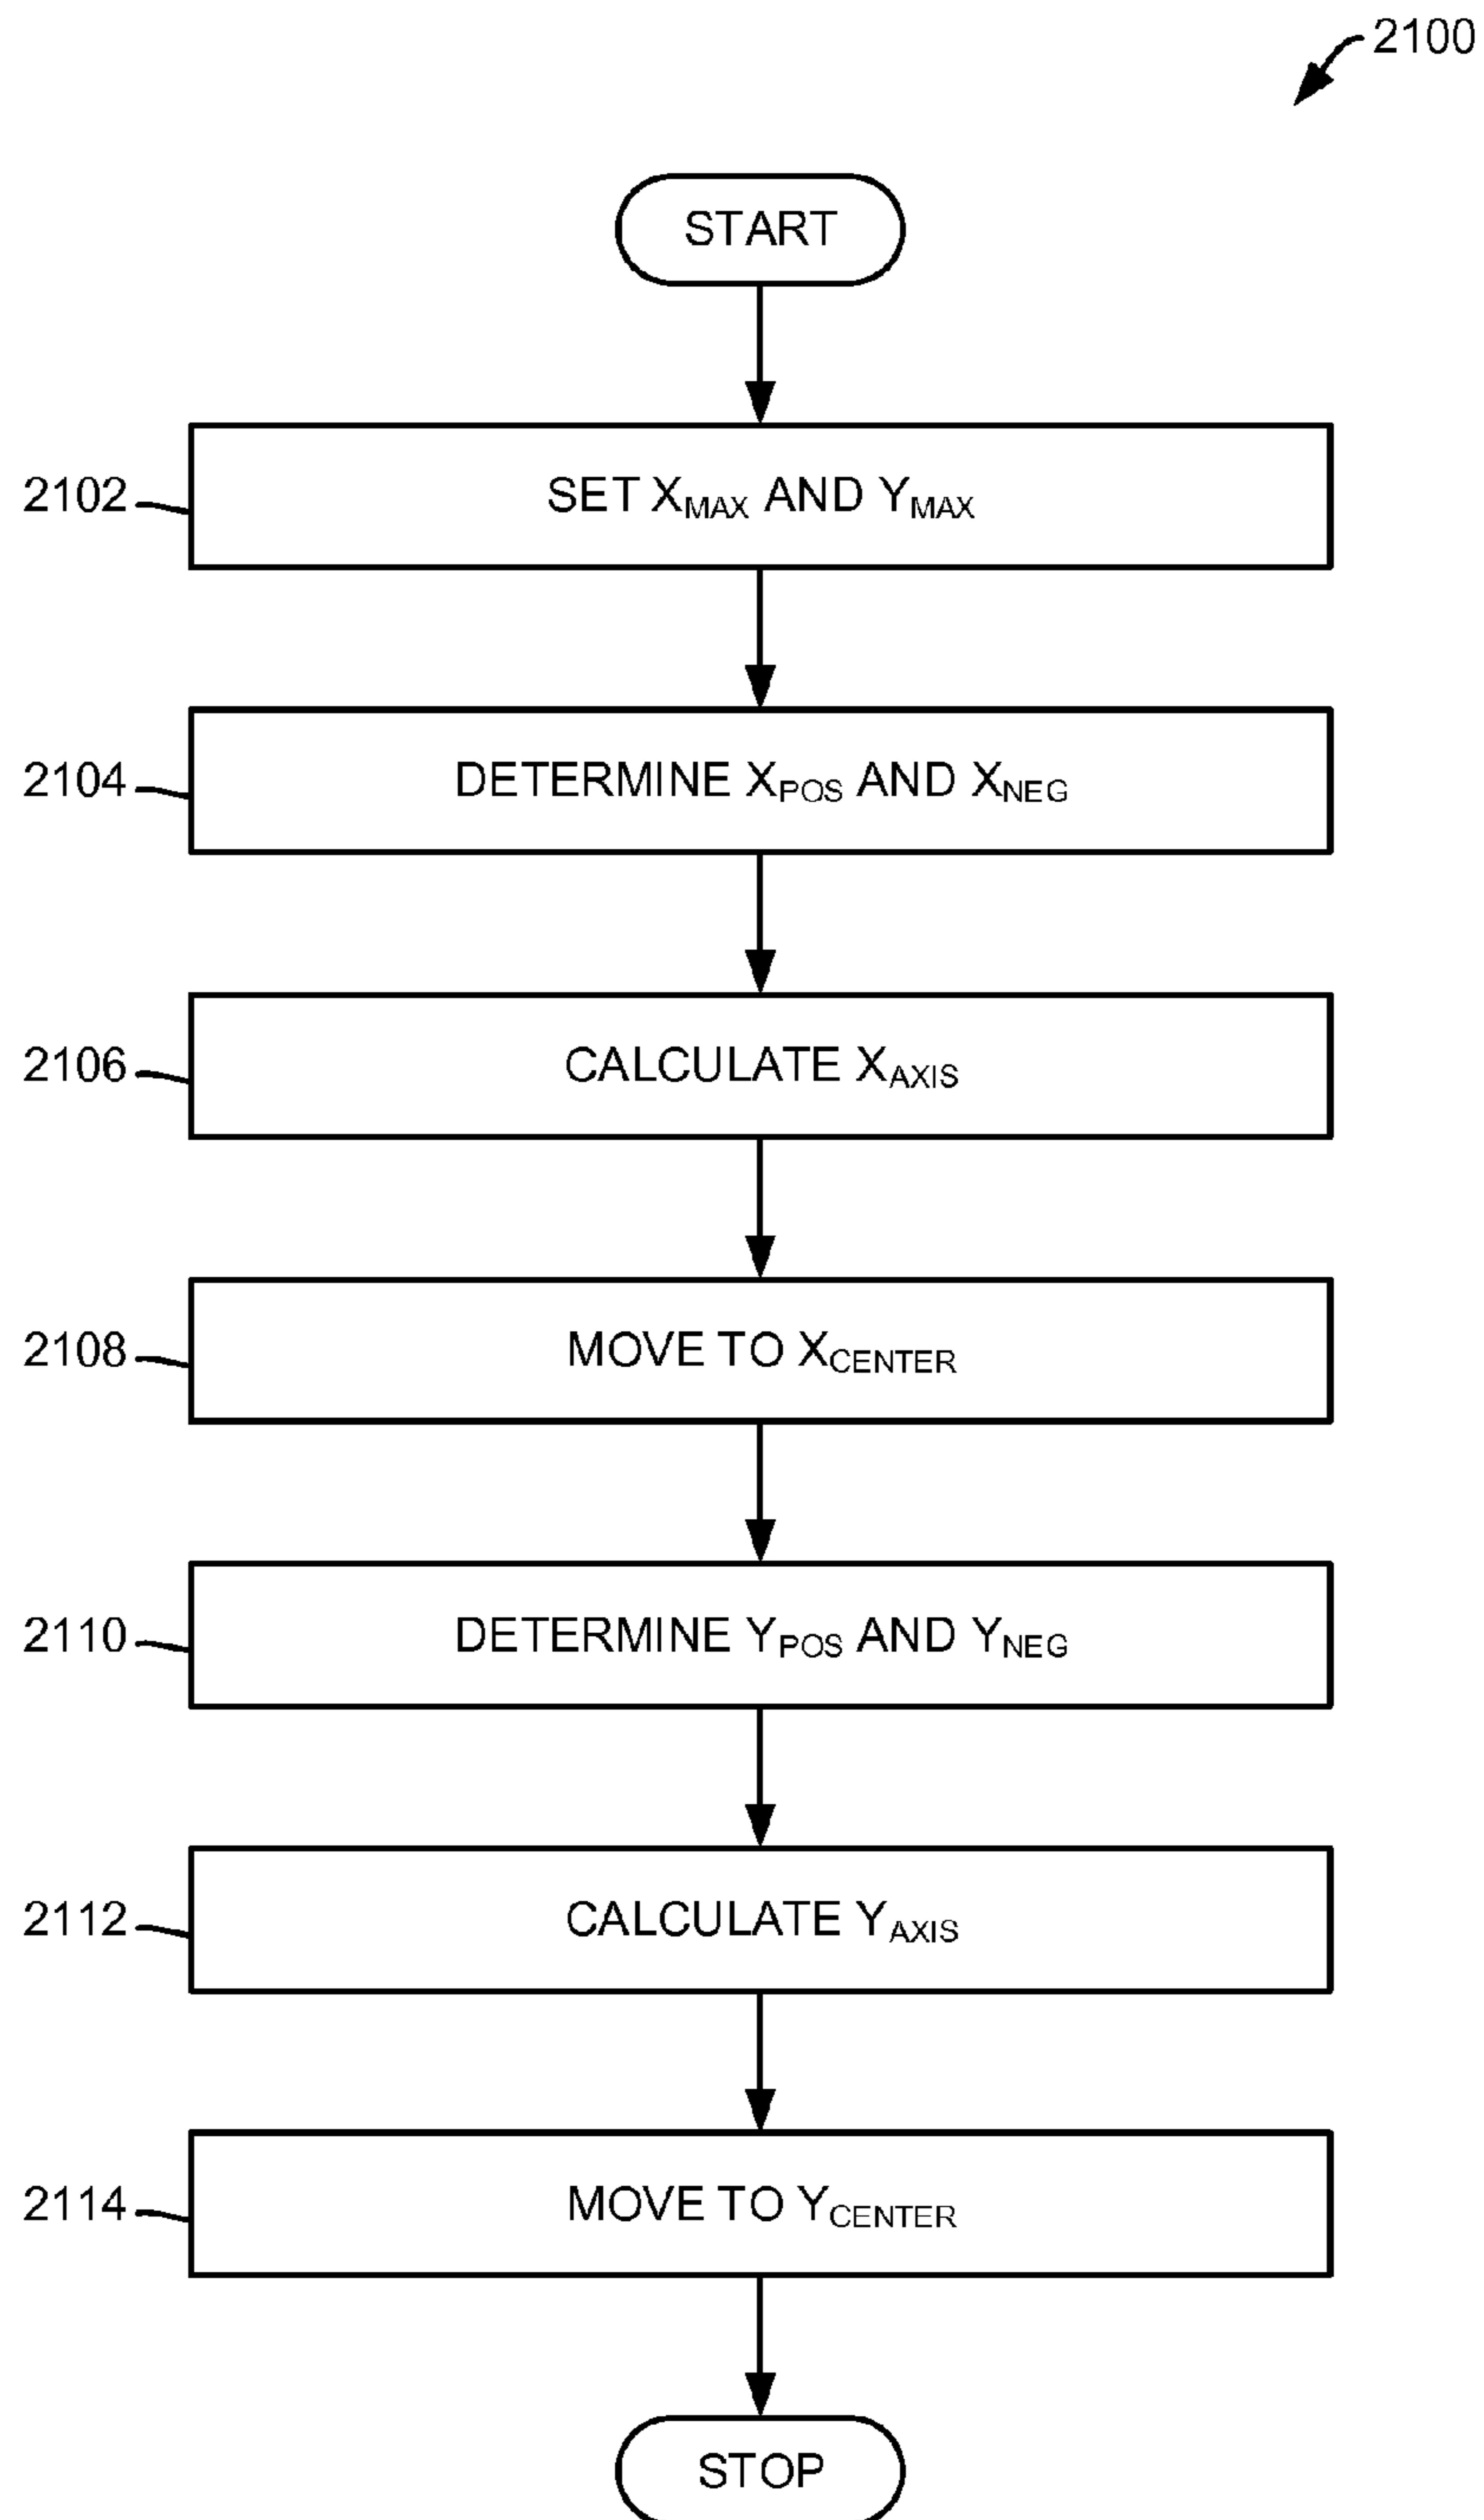 2100
START
2102 SET XMAX AND YMAX
2104 DETERMINE XPOS AND XNEG
2106 CALCULATE XAXIS
2108 MOVE TO XCENTER
2110 DETERMINE YPOS AND YNEG
2112 CALCULATE YAXIS
2114 MOVE TO YCENTER
STOP